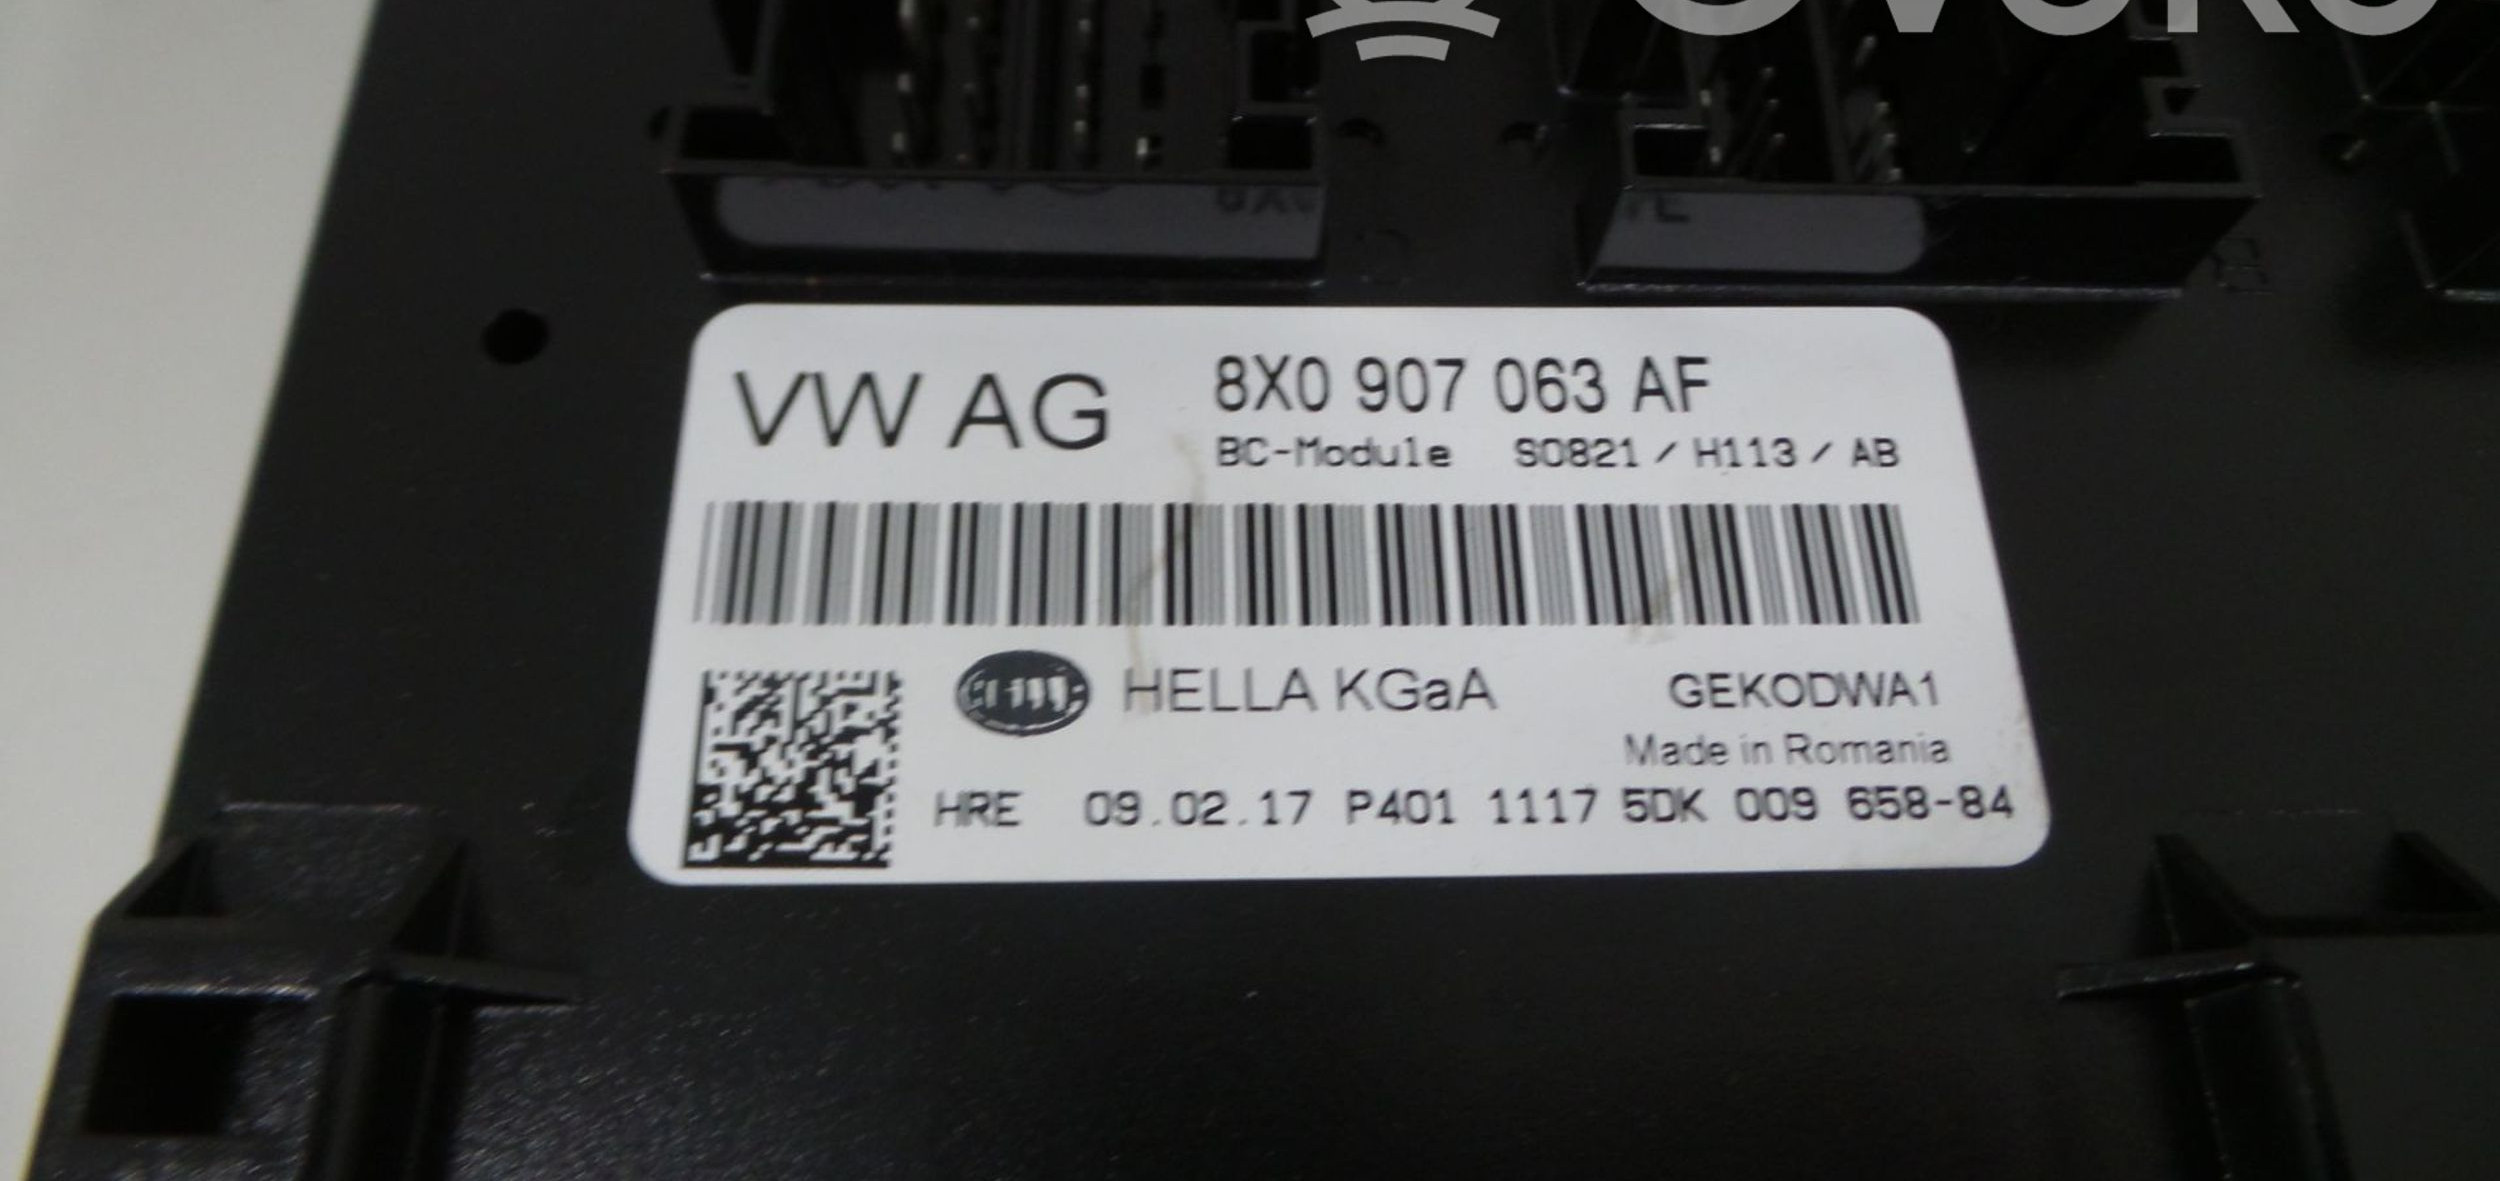 VW AG 8X0 907 063 AF
BC-Module S0821 / H113 / AB
HELLA KGaA GEKODWA1
Made in Romania
HRE 09.02.17 P401 1117 5DK 009 658-84